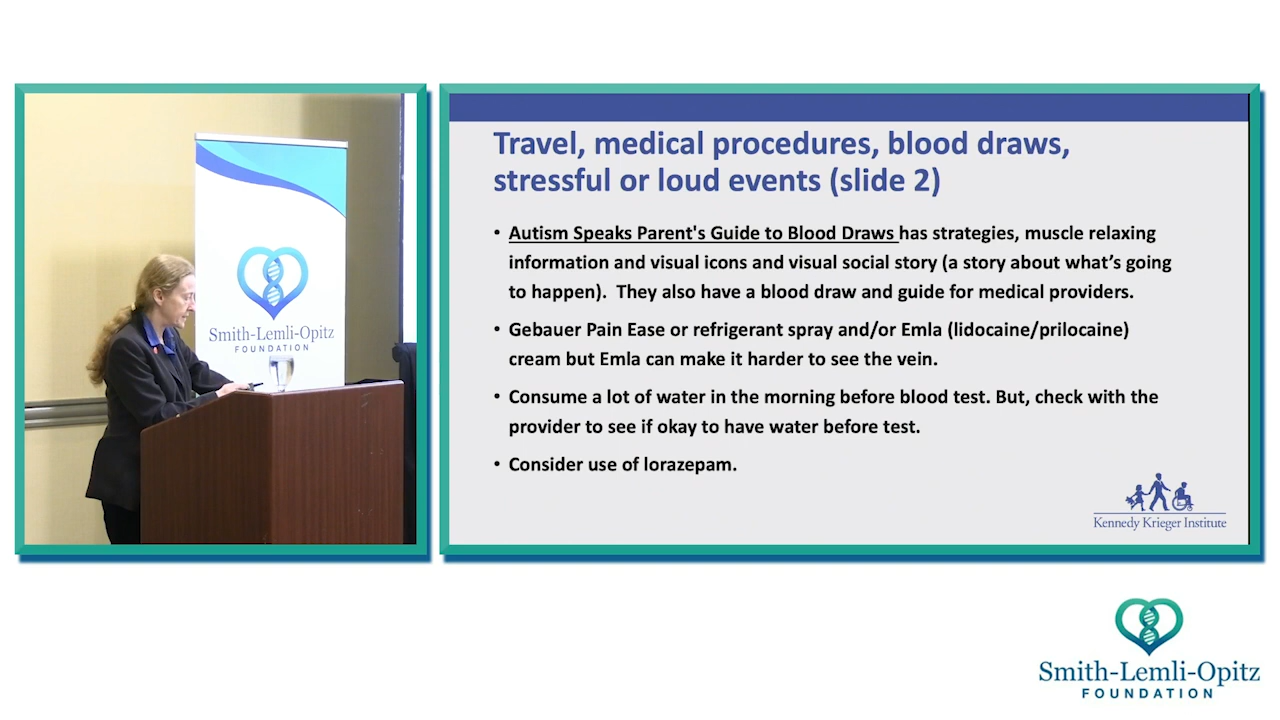 Smith-Lemli-Opitz
FOUNDATION
Travel, medical procedures, blood draws,
stressful or loud events (slide 2)
• Autism Speaks Parent's Guide to Blood Draws has strategies, muscle relaxing
information and visual icons and visual social story (a story about what’s going
to happen).  They also have a blood draw and guide for medical providers.
• Gebauer Pain Ease or refrigerant spray and/or Emla (lidocaine/prilocaine)
cream but Emla can make it harder to see the vein.
• Consume a lot of water in the morning before blood test. But, check with the
provider to see if okay to have water before test.
• Consider use of lorazepam.
Kennedy Krieger Institute
Smith-Lemli-Opitz
FOUNDATION